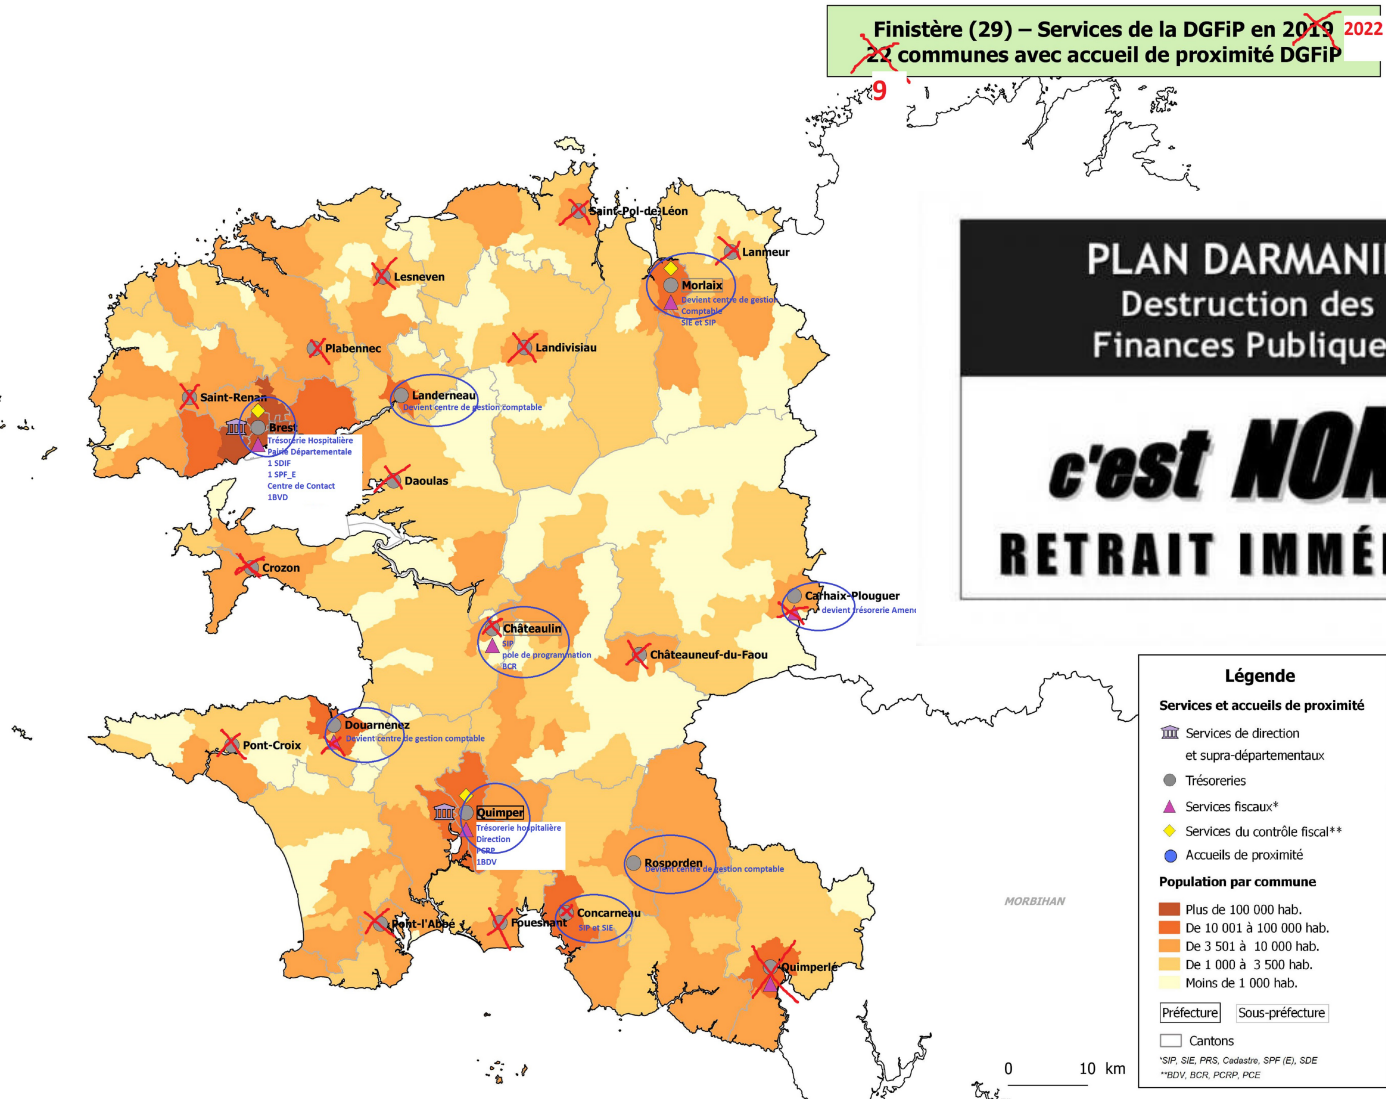 Finistère (29) – Services de la DGFiP en 2019 2022
22 communes avec accueil de proximité DGFiP
9
PLAN DARMANI
Destruction des
Finances Publique
c'est NON
RETRAIT IMMÉ
Saint-Pol-de-Léon
Lanmeur
Lesneven
Morlaix
Devient centre de gestion
Comptable
SIE et SIP
Plabennec
Landivisiau
Saint-Renan
Landerneau
Devient centre de gestion comptable
Brest
Trésorerie Hospitalière
Pairie Départementale
1 SDIF
1 SPF_E
Centre de Contact
1BVD
Daoulas
Crozon
Carhaix-Plouguer
devient trésorerie Amend
Châteaulin
SIP
pole de programmation
BCR
Châteauneuf-du-Faou
Douarnenez
Devient centre de gestion comptable
Pont-Croix
Quimper
Trésorerie hospitalière
Direction
PCRP
1BDV
Rosporden
Devient centre de gestion comptable
Pont-l'Abbé
Fouesnant
Concarneau
SIP et SIE
Quimperlé
MORBIHAN
0 10 km
Légende
Services et accueils de proximité
Services de direction
et supra-départementaux
Trésoreries
Services fiscaux*
Services du contrôle fiscal**
Accueils de proximité
Population par commune
Plus de 100 000 hab.
De 10 001 à 100 000 hab.
De 3 501 à 10 000 hab.
De 1 000 à 3 500 hab.
Moins de 1 000 hab.
Préfecture Sous-préfecture
Cantons
*SIP, SIE, PRS, Cadastre, SPF (E), SDE
**BDV, BCR, PCRP, PCE